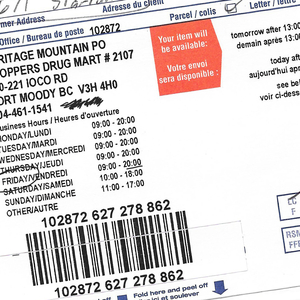 Adresse du client
rmer Address
Parcel / colis
Letter / lettre
Office / Bureau de poste 102872
RITAGE MOUNTAIN PO
OPPERS DRUG MART # 2107
0-221 IOCO RD
ORT MOODY BC V3H 4H0
04-461-1541
Your item will
be available:
Votre envoi
sera disponible :
tomorrow after 13:00
demain après 13:00
today aft
aujourd'hui apr
see bel
voir ci-dess
usiness Hours / Heures d'ouverture
MONDAY/LUNDI 09:00 - 20:00
TUESDAY/MARDI 09:00 - 20:00
WEDNESDAY/MERCREDI 09:00 - 20:00
THURSDAY/JEUDI 09:00 - 20:00
FRIDAY/VENDREDI 09:00 - 20:00
SATURDAY/SAMEDI 10:00 - 18:00
SUNDAY/DIMANCHE 11:00 - 17:00
OTHER/AUTRE
102872 627 278 862
102872 627 278 862
LC
F
RSM
FFE
Fold here and peel off
ici et soulever